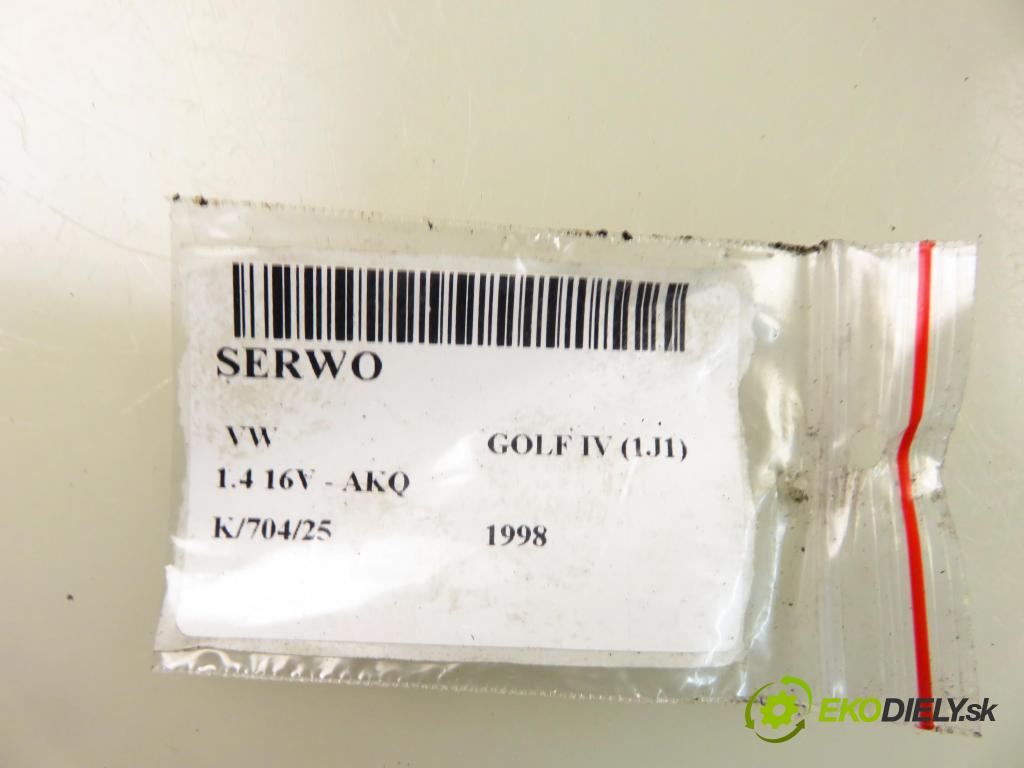 SERWO
VW GOLF IV (1J1)
1.4 16V - AKQ
K/704/25 1998
EKODIELY.sk